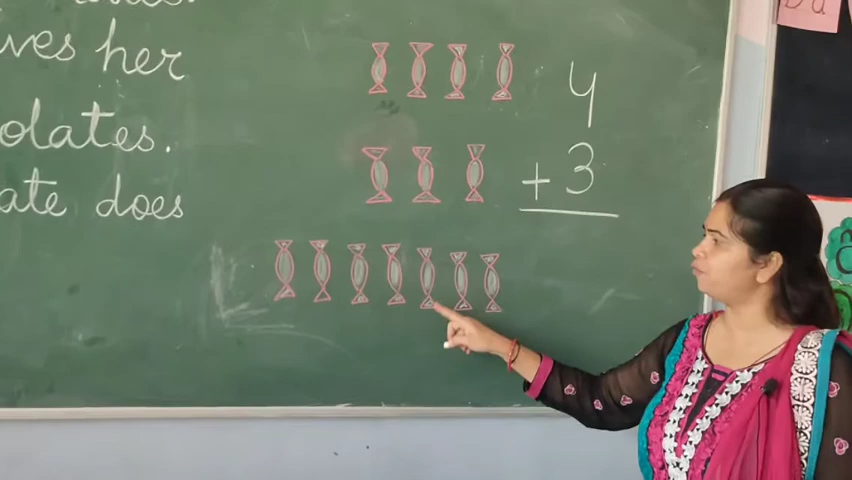 ves her
olates.
ate does
4
+ 3